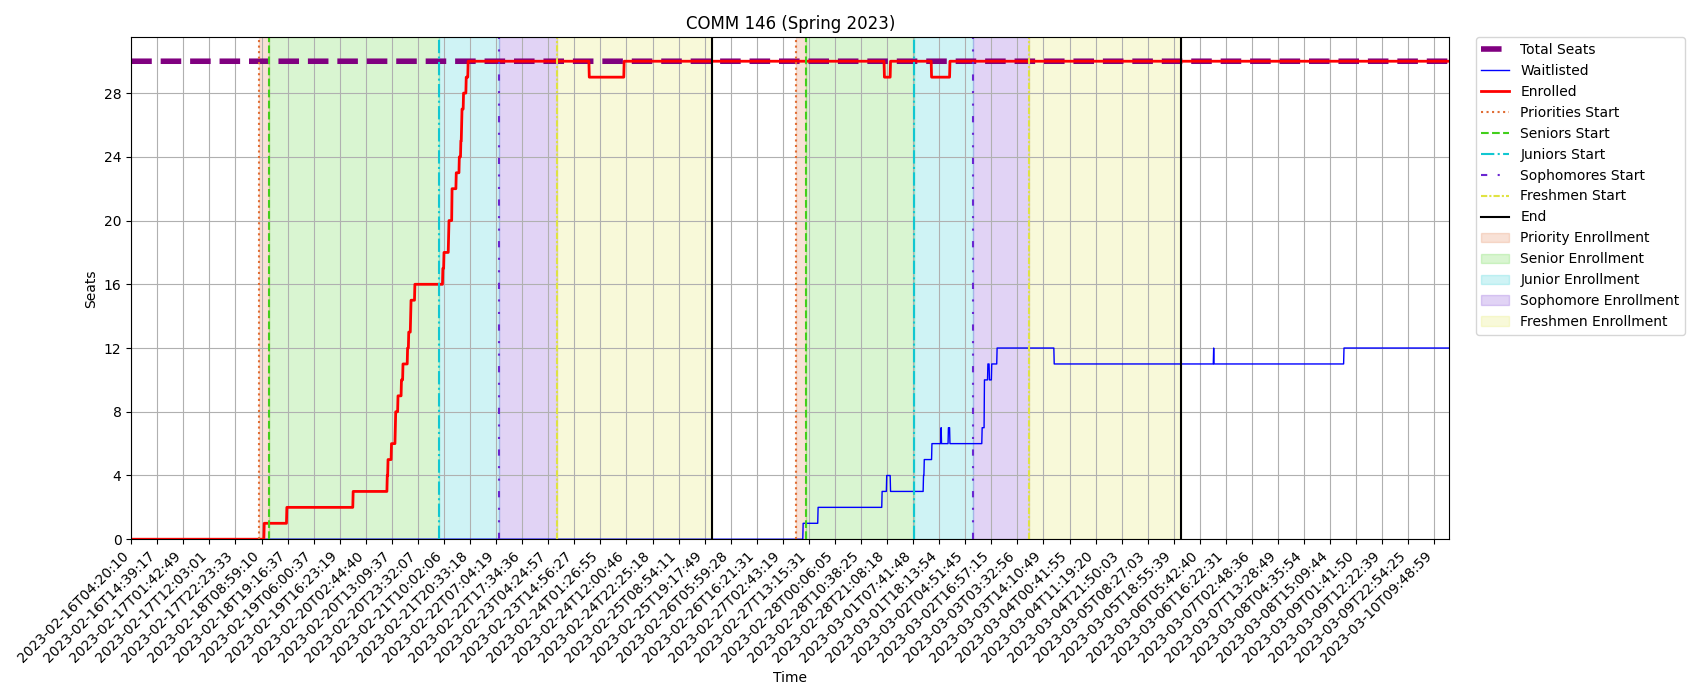 COMM 146 (Spring 2023)
Seats
28
24
20
16
12
8
4
0
Total Seats
Waitlisted
Enrolled
Priorities Start
Seniors Start
Juniors Start
Sophomores Start
Freshmen Start
End
Priority Enrollment
Senior Enrollment
Junior Enrollment
Sophomore Enrollment
Freshmen Enrollment
2023-02-16T04:20:10
2023-02-16T14:39:17
2023-02-17T01:42:49
2023-02-17T12:03:01
2023-02-17T22:23:33
2023-02-18T08:59:10
2023-02-18T19:16:37
2023-02-19T06:00:37
2023-02-19T16:23:19
2023-02-20T02:44:40
2023-02-20T13:09:37
2023-02-20T23:32:07
2023-02-21T10:02:06
2023-02-21T20:33:18
2023-02-22T07:04:19
2023-02-22T17:34:36
2023-02-23T04:24:57
2023-02-23T14:56:27
2023-02-24T01:26:55
2023-02-24T12:00:46
2023-02-24T22:25:18
2023-02-25T08:54:11
2023-02-25T19:17:49
2023-02-26T05:59:28
2023-02-26T16:21:31
2023-02-27T02:43:19
2023-02-27T13:15:31
2023-02-28T00:06:05
2023-02-28T10:38:25
2023-02-28T21:08:18
2023-03-01T07:41:48
2023-03-01T18:13:54
2023-03-02T04:51:45
2023-03-02T16:57:15
2023-03-03T03:32:56
2023-03-03T14:10:49
2023-03-04T00:41:55
2023-03-04T11:19:20
2023-03-04T21:50:03
2023-03-05T08:27:03
2023-03-05T18:55:39
2023-03-06T05:42:40
2023-03-06T16:22:31
2023-03-07T02:48:36
2023-03-07T13:28:49
2023-03-08T04:35:54
2023-03-08T15:09:44
2023-03-09T01:41:50
2023-03-09T12:22:39
2023-03-09T22:54:25
2023-03-10T09:48:59
Time